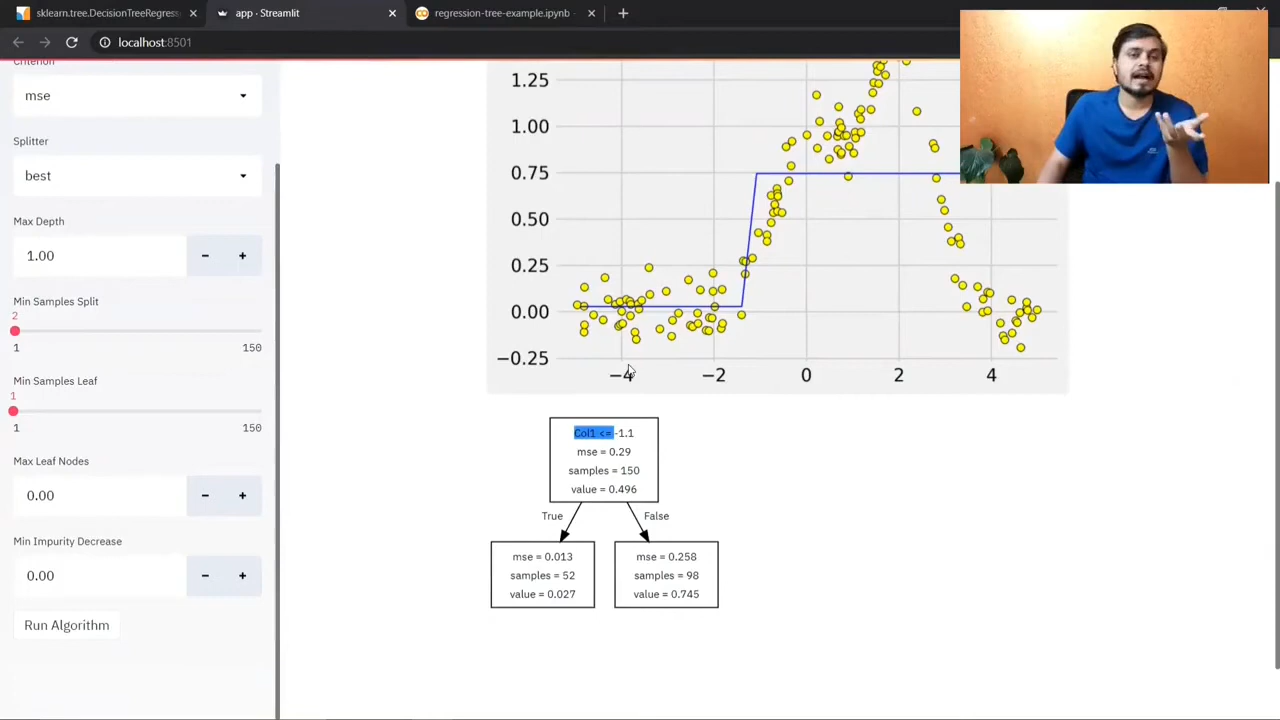 sklearn.tree.DecisionTreeRegress
app · Streamlit
regression-tree-example.ipynb
localhost:8501
Criterion
mse
Splitter
best
Max Depth
1.00
Min Samples Split
2
1 150
Min Samples Leaf
1
1 150
Max Leaf Nodes
0.00
Min Impurity Decrease
0.00
Run Algorithm
1.25
1.00
0.75
0.50
0.25
0.00
−0.25
−4 −2 0 2 4
Col1 <= -1.1
mse = 0.29
samples = 150
value = 0.496
True False
mse = 0.013
samples = 52
value = 0.027
mse = 0.258
samples = 98
value = 0.745